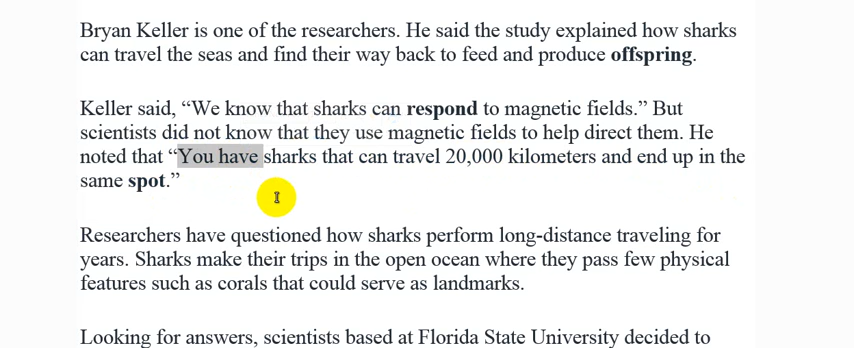 Bryan Keller is one of the researchers. He said the study explained how sharks
can travel the seas and find their way back to feed and produce offspring.
Keller said, “We know that sharks can respond to magnetic fields.” But
scientists did not know that they use magnetic fields to help direct them. He
noted that “You have sharks that can travel 20,000 kilometers and end up in the
same spot.”
Researchers have questioned how sharks perform long-distance traveling for
years. Sharks make their trips in the open ocean where they pass few physical
features such as corals that could serve as landmarks.
Looking for answers, scientists based at Florida State University decided to